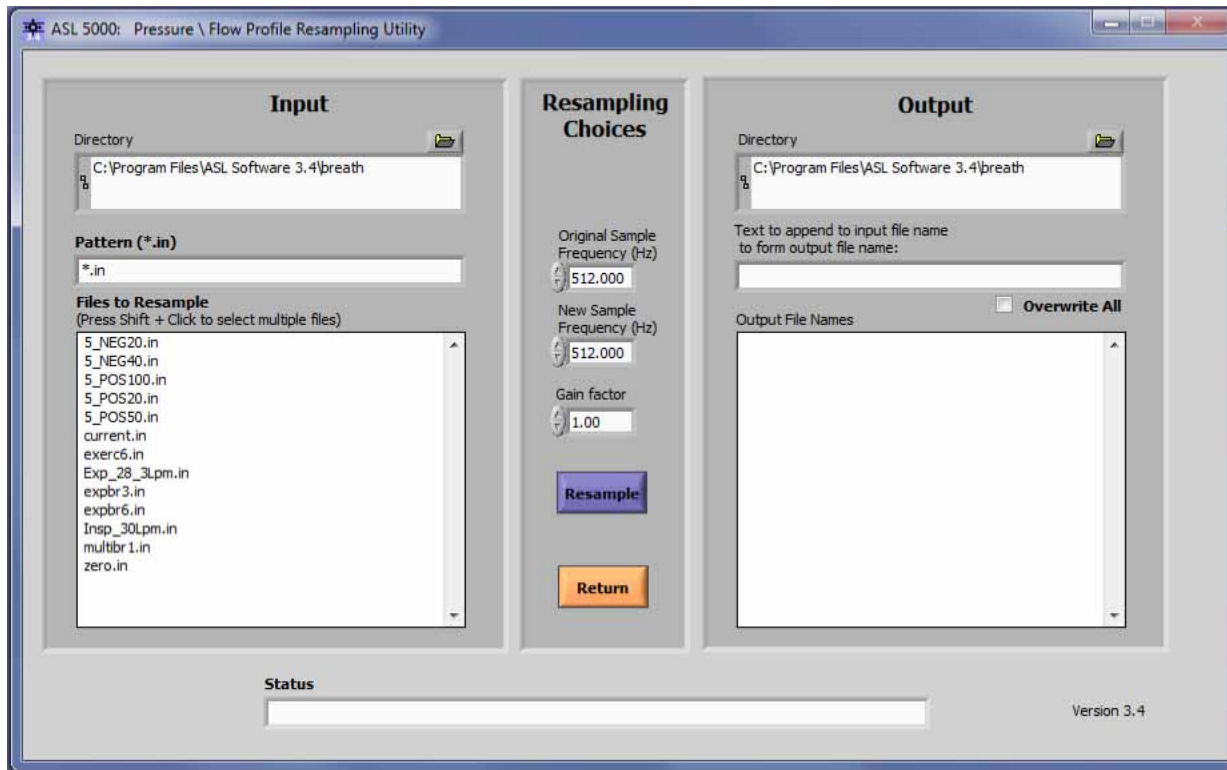 ASL 5000: Pressure \ Flow Profile Resampling Utility
Input
Directory
C:\Program Files\ASL Software 3.4\breath
Pattern (*.in)
*.in
Files to Resample
(Press Shift + Click to select multiple files)
5_NEG20.in
5_NEG40.in
5_POS100.in
5_POS20.in
5_POS50.in
current.in
exerc6.in
Exp_28_3Lpm.in
expbr3.in
expbr6.in
Insp_30Lpm.in
multibr1.in
zero.in
Resampling
Choices
Original Sample
Frequency (Hz)
512.000
New Sample
Frequency (Hz)
512.000
Gain factor
1.00
Resample
Return
Output
Directory
C:\Program Files\ASL Software 3.4\breath
Text to append to input file name
to form output file name:
Overwrite All
Output File Names
Status
Version 3.4